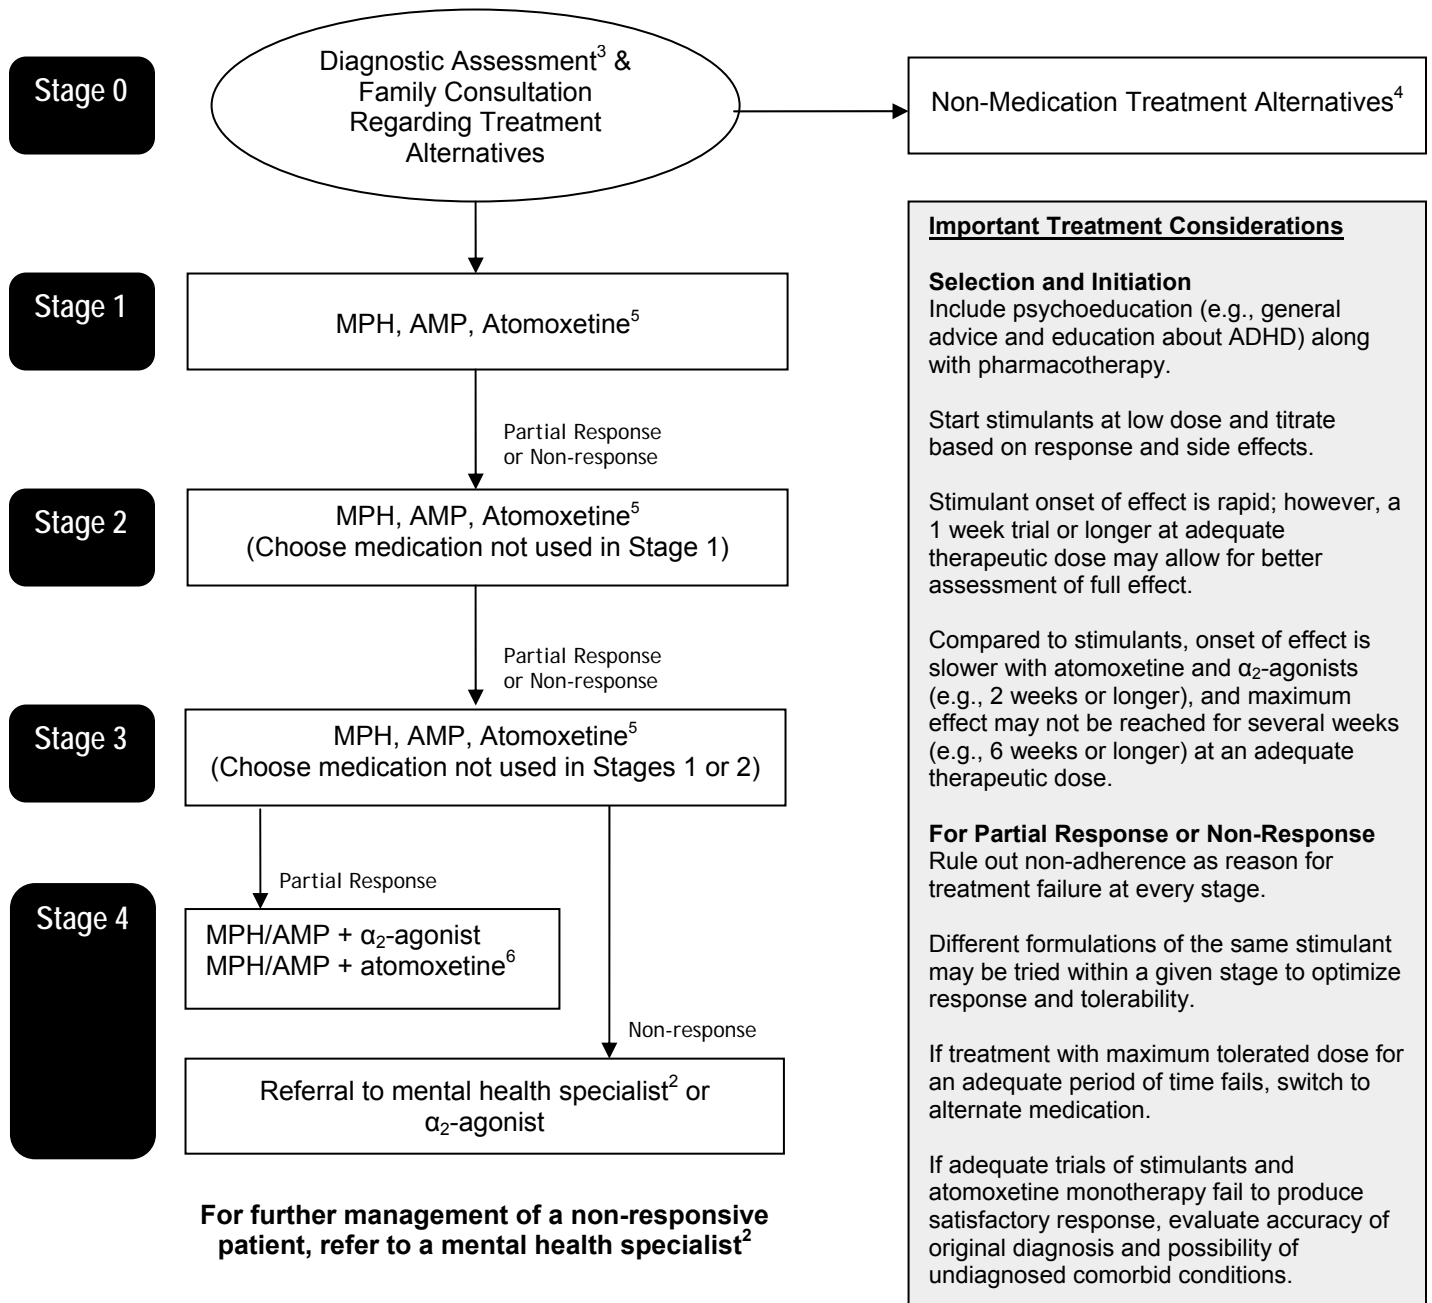 Stage 0
Diagnostic Assessment³ &
Family Consultation
Regarding Treatment
Alternatives
Non-Medication Treatment Alternatives⁴
Stage 1
MPH, AMP, Atomoxetine⁵
Partial Response
or Non-response
Stage 2
MPH, AMP, Atomoxetine⁵
(Choose medication not used in Stage 1)
Partial Response
or Non-response
Stage 3
MPH, AMP, Atomoxetine⁵
(Choose medication not used in Stages 1 or 2)
Partial Response
Stage 4
MPH/AMP + α₂-agonist
MPH/AMP + atomoxetine⁶
Non-response
Referral to mental health specialist² or
α₂-agonist
For further management of a non-responsive
patient, refer to a mental health specialist²
Important Treatment Considerations
Selection and Initiation
Include psychoeducation (e.g., general
advice and education about ADHD) along
with pharmacotherapy.
Start stimulants at low dose and titrate
based on response and side effects.
Stimulant onset of effect is rapid; however, a
1 week trial or longer at adequate
therapeutic dose may allow for better
assessment of full effect.
Compared to stimulants, onset of effect is
slower with atomoxetine and α₂-agonists
(e.g., 2 weeks or longer), and maximum
effect may not be reached for several weeks
(e.g., 6 weeks or longer) at an adequate
therapeutic dose.
For Partial Response or Non-Response
Rule out non-adherence as reason for
treatment failure at every stage.
Different formulations of the same stimulant
may be tried within a given stage to optimize
response and tolerability.
If treatment with maximum tolerated dose for
an adequate period of time fails, switch to
alternate medication.
If adequate trials of stimulants and
atomoxetine monotherapy fail to produce
satisfactory response, evaluate accuracy of
original diagnosis and possibility of
undiagnosed comorbid conditions.